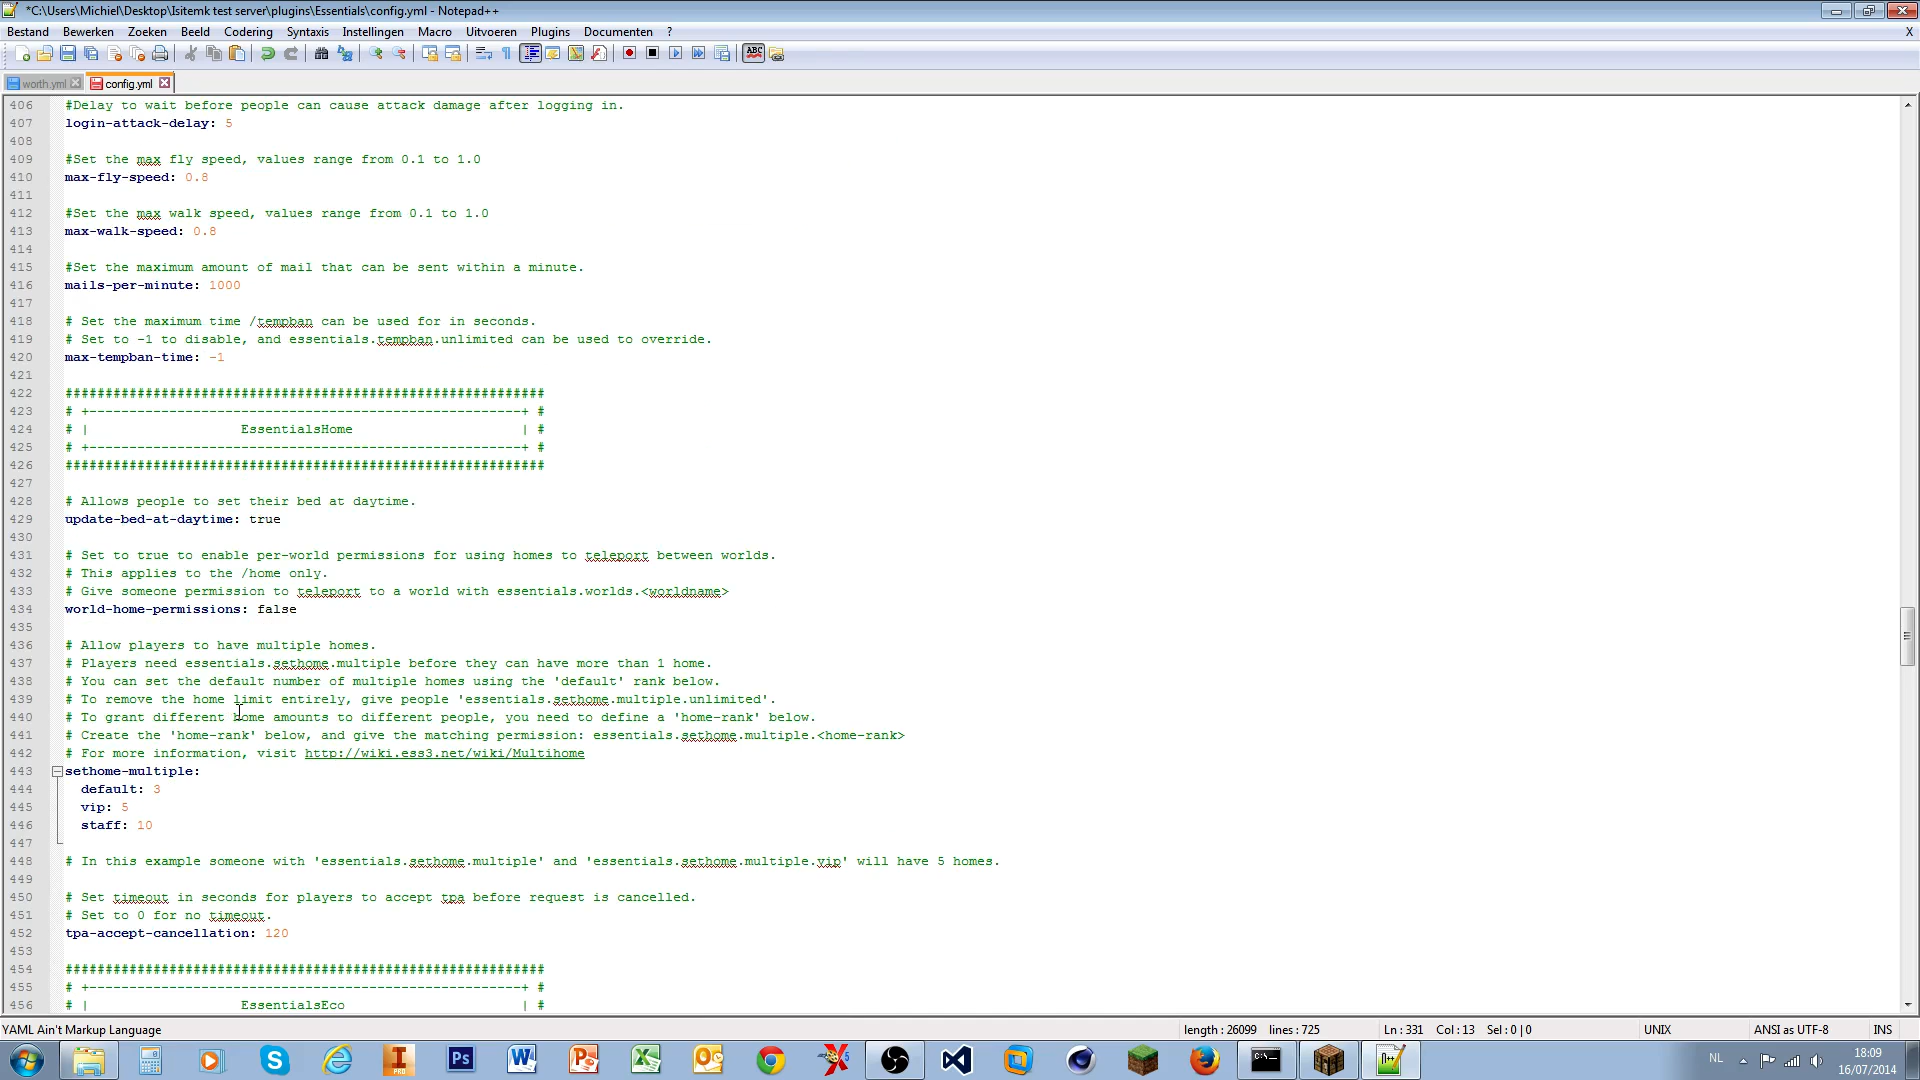 *C:\Users\Michiel\Desktop\Isitemk test server\plugins\Essentials\config.yml - Notepad++
Bestand Bewerken Zoeken Beeld Codering Syntaxis Instellingen Macro Uitvoeren Plugins Documenten ? X
worth.yml config.yml
406 #Delay to wait before people can cause attack damage after logging in.
407 login-attack-delay: 5
408
409 #Set the max fly speed, values range from 0.1 to 1.0
410 max-fly-speed: 0.8
411
412 #Set the max walk speed, values range from 0.1 to 1.0
413 max-walk-speed: 0.8
414
415 #Set the maximum amount of mail that can be sent within a minute.
416 mails-per-minute: 1000
417
418 # Set the maximum time /tempban can be used for in seconds.
419 # Set to -1 to disable, and essentials.tempban.unlimited can be used to override.
420 max-tempban-time: -1
421
422 ############################################################
423 # +------------------------------------------------------+ #
424 # | EssentialsHome | #
425 # +------------------------------------------------------+ #
426 ############################################################
427
428 # Allows people to set their bed at daytime.
429 update-bed-at-daytime: true
430
431 # Set to true to enable per-world permissions for using homes to teleport between worlds.
432 # This applies to the /home only.
433 # Give someone permission to teleport to a world with essentials.worlds.<worldname>
434 world-home-permissions: false
435
436 # Allow players to have multiple homes.
437 # Players need essentials.sethome.multiple before they can have more than 1 home.
438 # You can set the default number of multiple homes using the 'default' rank below.
439 # To remove the home limit entirely, give people 'essentials.sethome.multiple.unlimited'.
440 # To grant different home amounts to different people, you need to define a 'home-rank' below.
441 # Create the 'home-rank' below, and give the matching permission: essentials.sethome.multiple.<home-rank>
442 # For more information, visit http://wiki.ess3.net/wiki/Multihome
443 sethome-multiple:
444 default: 3
445 vip: 5
446 staff: 10
447
448 # In this example someone with 'essentials.sethome.multiple' and 'essentials.sethome.multiple.vip' will have 5 homes.
449
450 # Set timeout in seconds for players to accept tpa before request is cancelled.
451 # Set to 0 for no timeout.
452 tpa-accept-cancellation: 120
453
454 ############################################################
455 # +------------------------------------------------------+ #
456 # | EssentialsEco | #
YAML Ain't Markup Language length : 26099 lines : 725 Ln : 331 Col : 13 Sel : 0 | 0 UNIX ANSI as UTF-8 INS
NL 18:09
16/07/2014